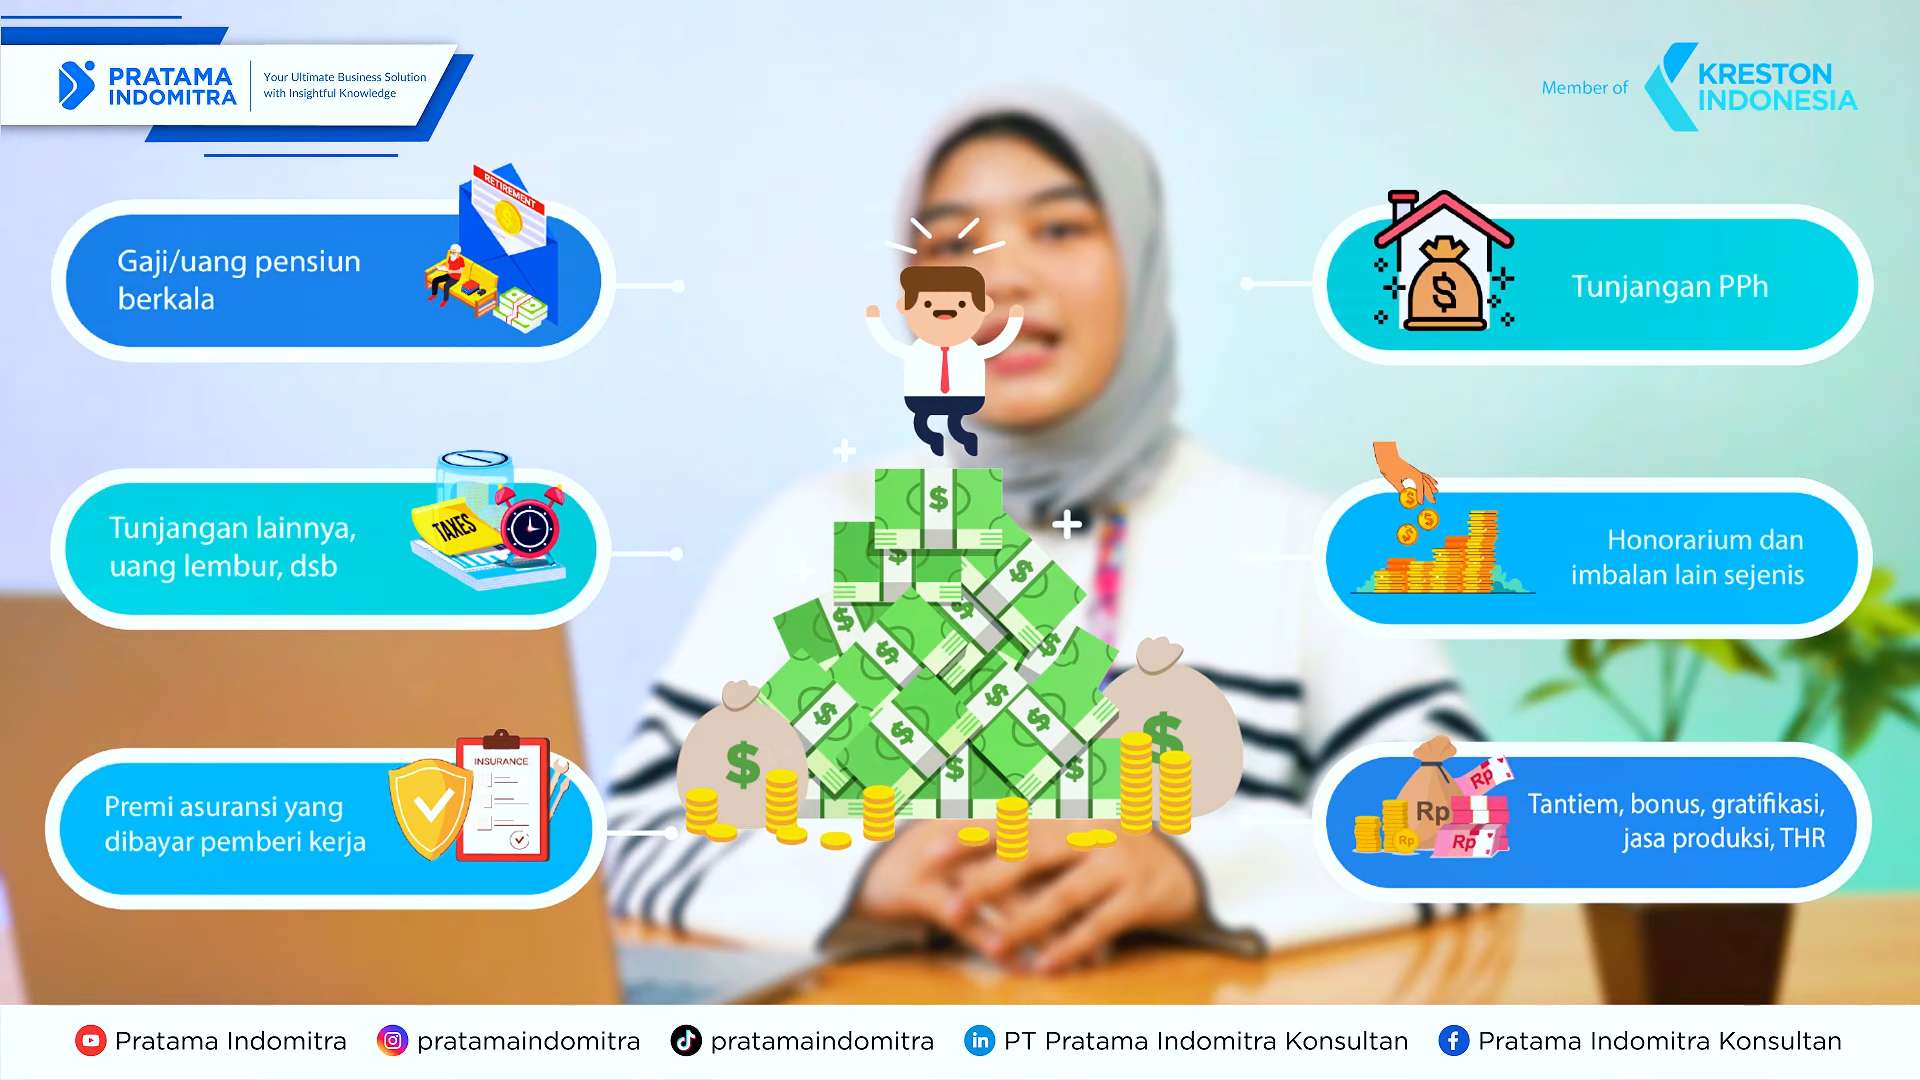 PRATAMA
INDOMITRA
Your Ultimate Business Solution
with Insightful Knowledge
Member of
KRESTON
INDONESIA
RETIREMENT
Gaji/uang pensiun
berkala
Tunjangan PPh
TAXES
Tunjangan lainnya,
uang lembur, dsb
Honorarium dan
imbalan lain sejenis
INSURANCE
Premi asuransi yang
dibayar pemberi kerja
Rp
Rp
Rp
Rp
Tantiem, bonus, gratifikasi,
jasa produksi, THR
Pratama Indomitra
pratamaindomitra
pratamaindomitra
PT Pratama Indomitra Konsultan
Pratama Indomitra Konsultan